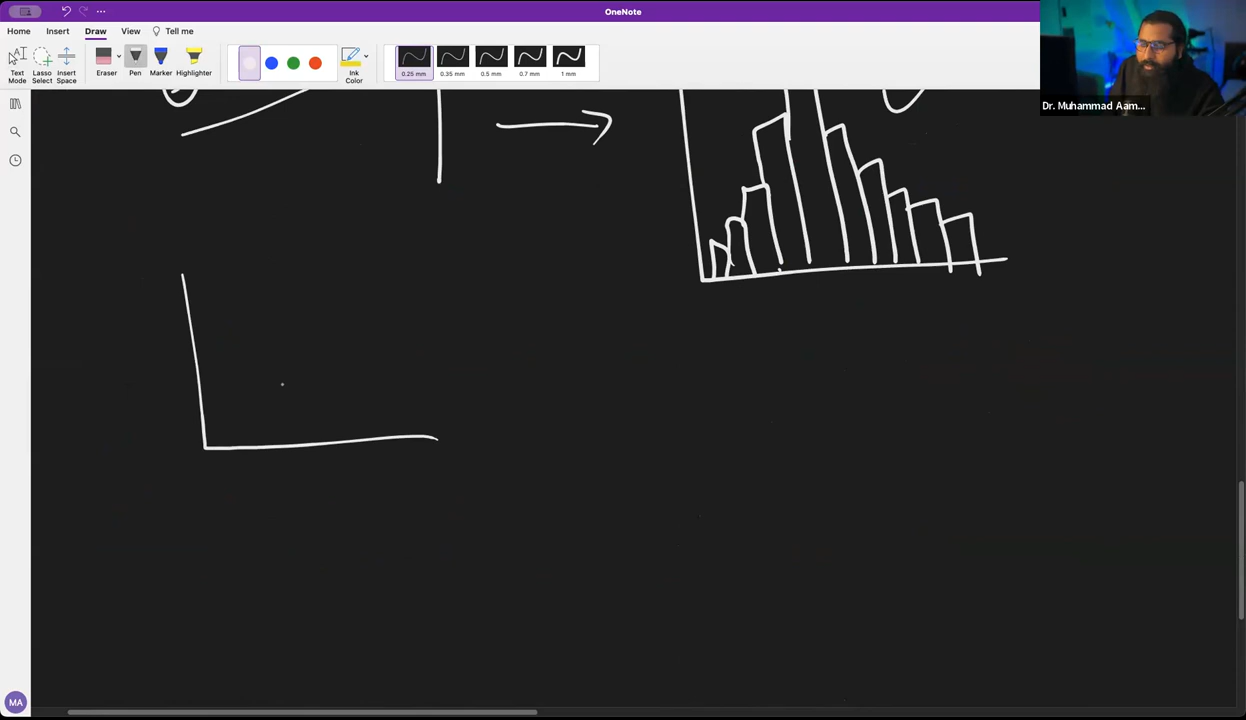 OneNote
Home Insert Draw View Tell me
Text Mode
Lasso Select
Insert Space
Eraser
Pen
Marker
Highlighter
Ink Color
0.25 mm
0.35 mm
0.5 mm
0.7 mm
1 mm
Dr. Muhammad Aam...
MA